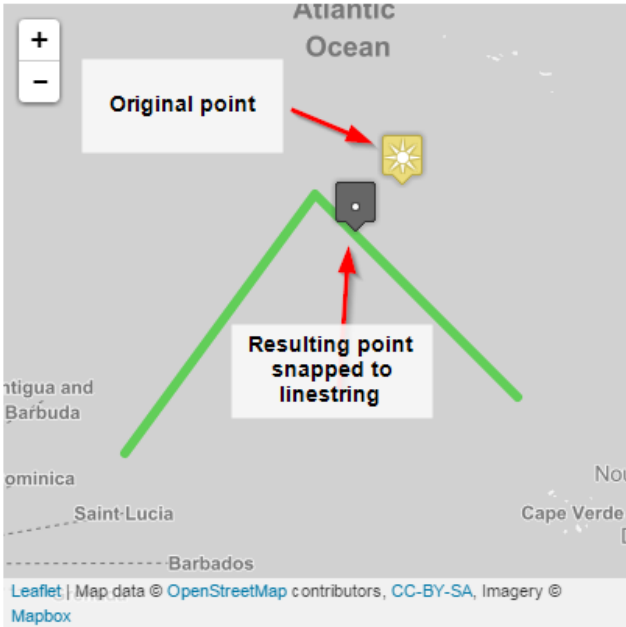 Atlantic
Ocean
+
−
Original point
Resulting point
snapped to
linestring
ntigua and
Barbuda
ominica
Saint-Lucia
Nou
Cape Verde
Barbados
Leaflet | Map data © OpenStreetMap contributors, CC-BY-SA, Imagery ©
Mapbox